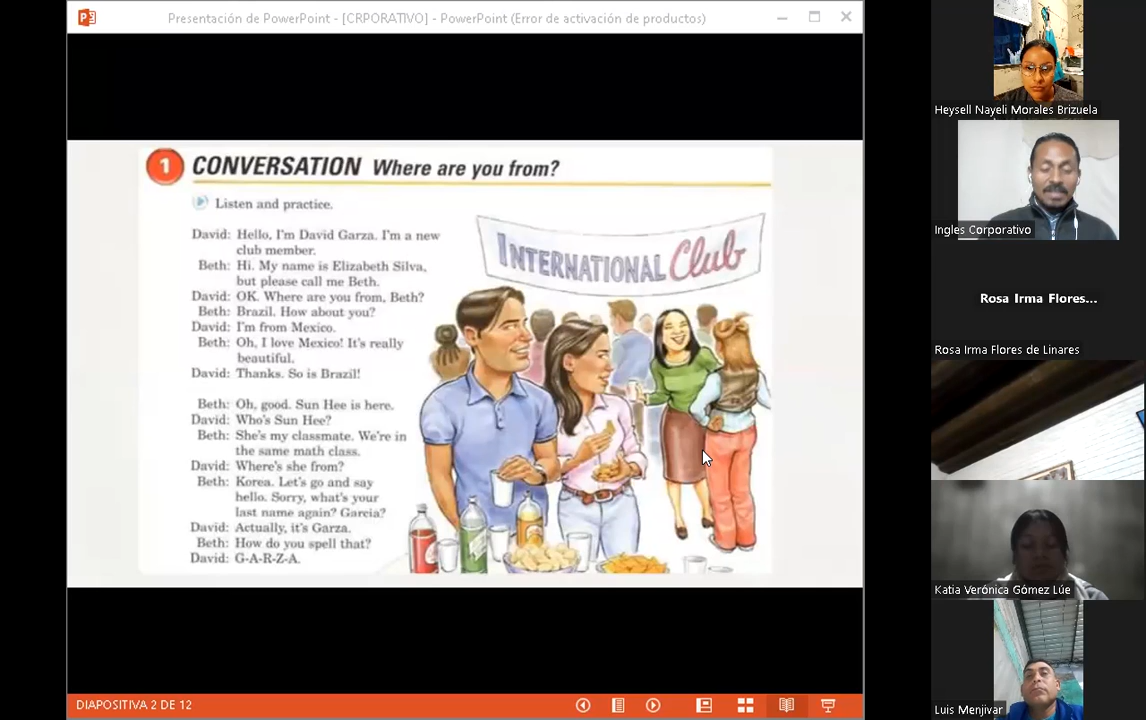 Presentación de PowerPoint - [CRPORATIVO] - PowerPoint (Error de activación de productos)
1 CONVERSATION Where are you from?
Listen and practice.
David: Hello, I'm David Garza. I'm a new
club member.
Beth: Hi. My name is Elizabeth Silva,
but please call me Beth.
David: OK. Where are you from, Beth?
Beth: Brazil. How about you?
David: I'm from Mexico.
Beth: Oh, I love Mexico! It's really
beautiful.
David: Thanks. So is Brazil!
Beth: Oh, good. Sun Hee is here.
David: Who's Sun Hee?
Beth: She's my classmate. We're in
the same math class.
David: Where's she from?
Beth: Korea. Let's go and say
hello. Sorry, what's your
last name again? Garcia?
David: Actually, it's Garza.
Beth: How do you spell that?
David: G-A-R-Z-A.
INTERNATIONAL Club
DIAPOSITIVA 2 DE 12
Heysell Nayeli Morales Brizuela
Ingles Corporativo
Rosa Irma Flores...
Rosa Irma Flores de Linares
Katia Verónica Gómez Lúe
Luis Menjivar